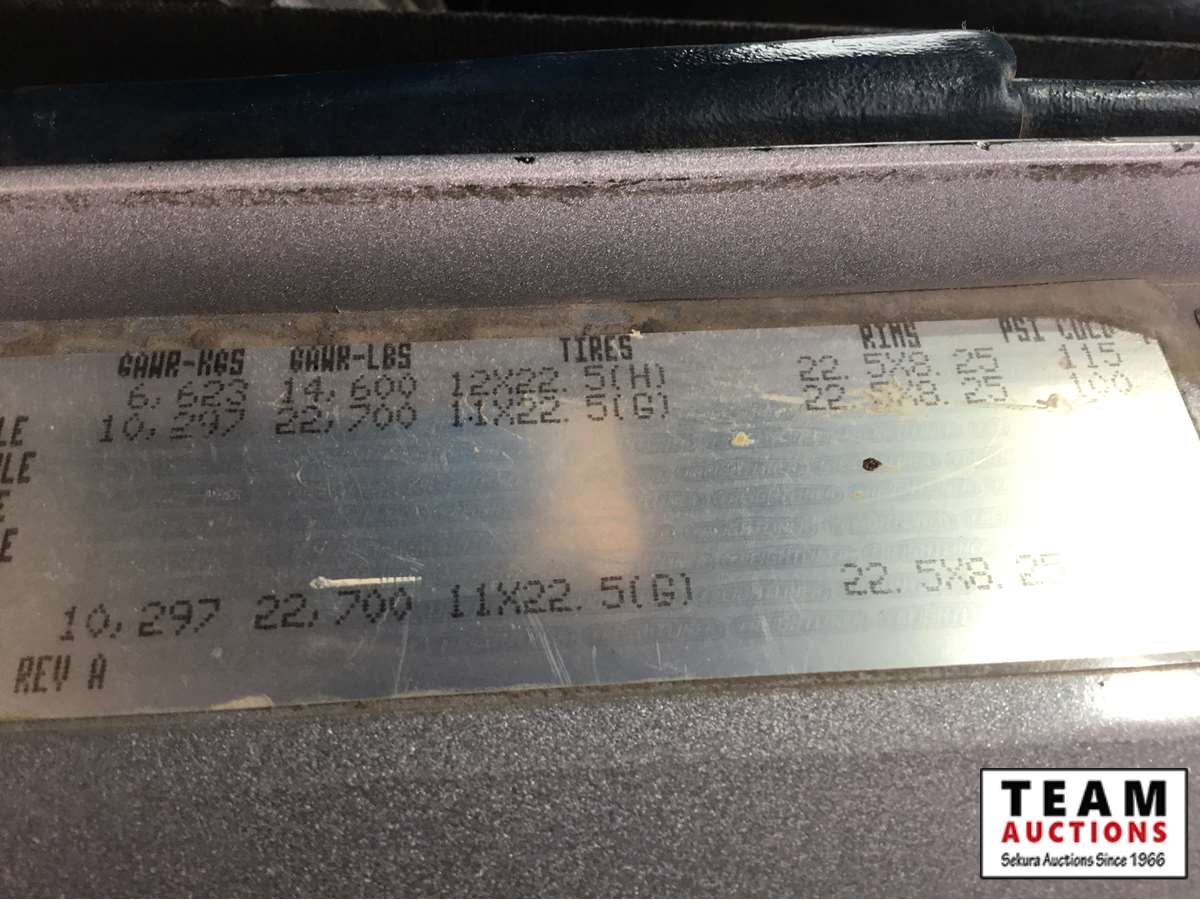 GAWR-KGS GAWR-LBS TIRES RIMS PSI COLD
6,623 14,600 12X22.5(H) 22.5X8.25 115
LE 10,297 22,700 11X22.5(G) 22.5X8.25 100
LE
E
E
10,297 22,700 11X22.5(G) 22.5X8.25
REV A
TEAM
AUCTIONS
Sekura Auctions Since 1966